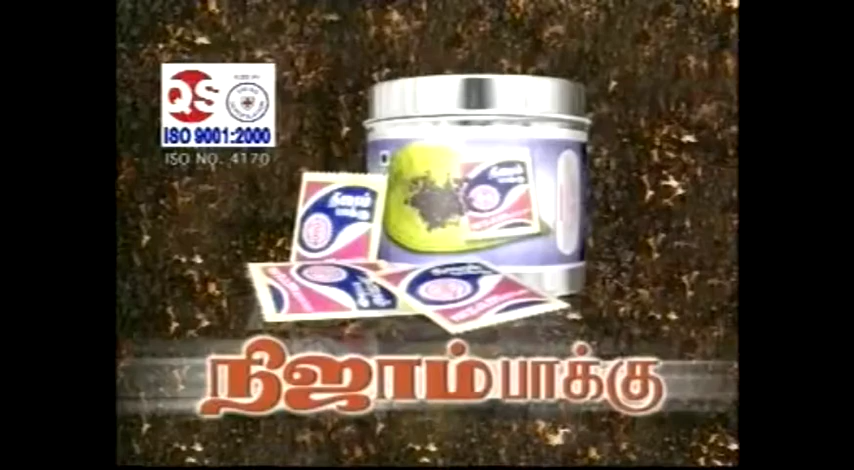 QS
ISO 9001:2000
ISO NO. 4170
நிஜாம்
பாக்கு
நிஜாம்
பாக்கு
நிஜாம் பாக்கு